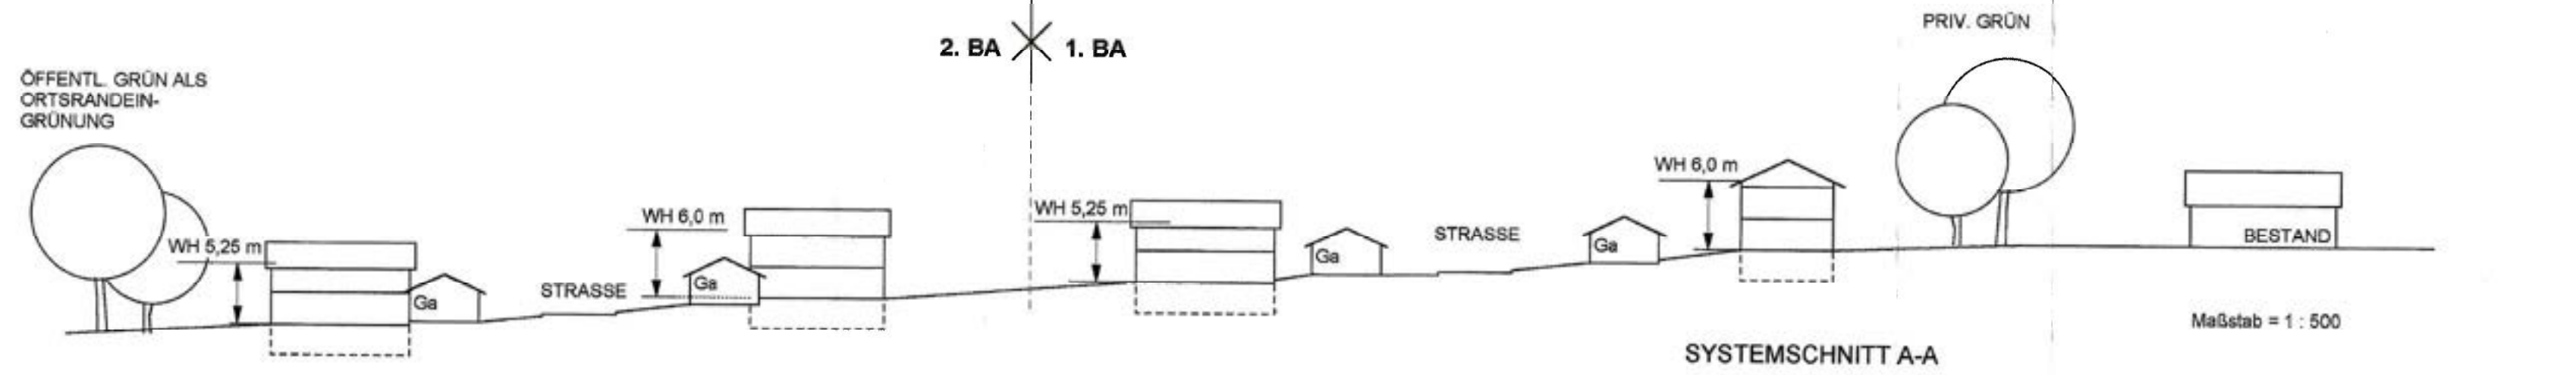 PRIV. GRÜN
2. BA
1. BA
ÖFFENTL. GRÜN ALS
ORTSRANDEIN-
GRÜNUNG
WH 5,25 m
Ga
STRASSE
WH 6,0 m
Ga
WH 5,25 m
Ga
STRASSE
Ga
WH 6,0 m
BESTAND
Maßstab = 1 : 500
SYSTEMSCHNITT A-A